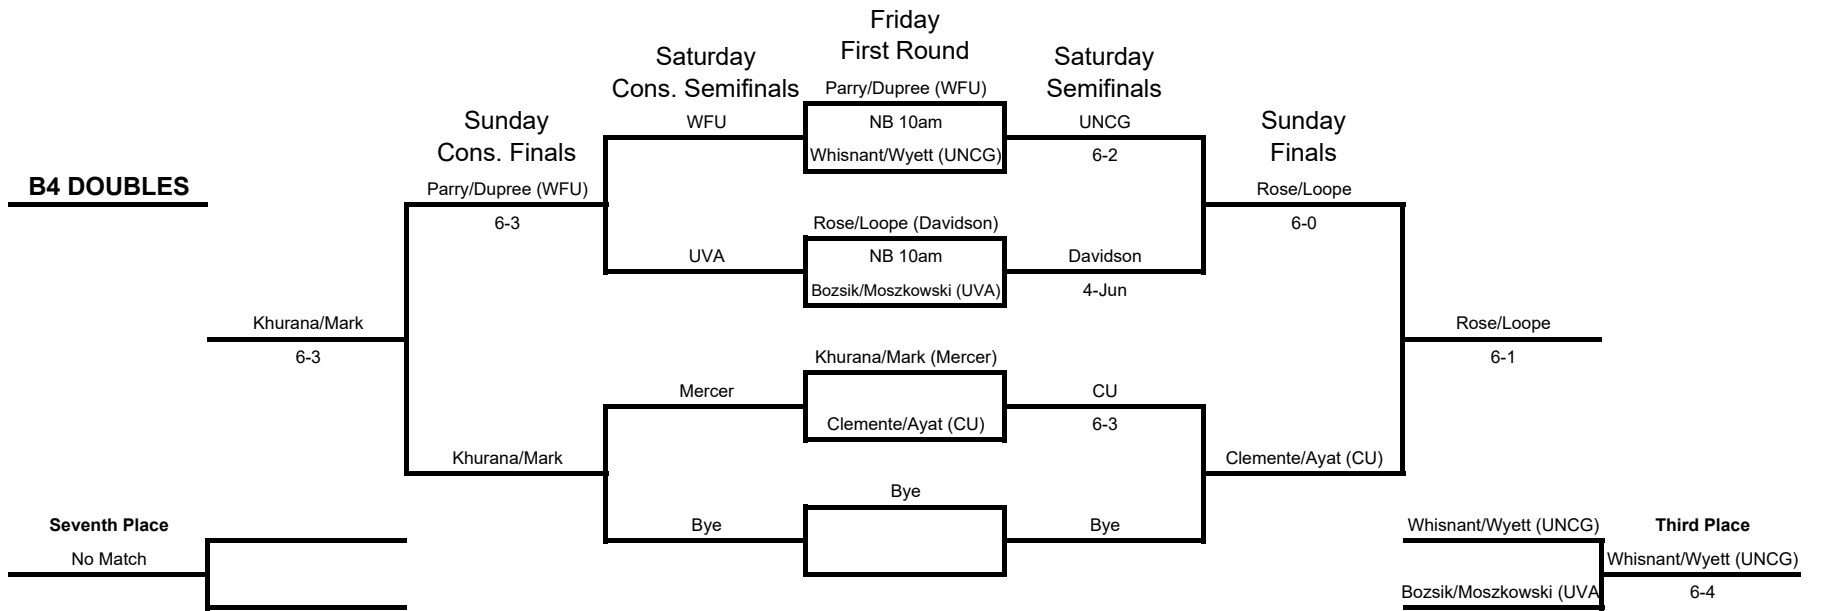 Friday
First Round
Saturday
Cons. Semifinals
Saturday
Semifinals
Parry/Dupree (WFU)
Sunday
Cons. Finals
WFU
NB 10am
UNCG
Sunday
Finals
Whisnant/Wyett (UNCG)
6-2
B4 DOUBLES
Parry/Dupree (WFU)
Rose/Loope
6-3
Rose/Loope (Davidson)
6-0
UVA
NB 10am
Davidson
Bozsik/Moszkowski (UVA)
4-Jun
Khurana/Mark
Rose/Loope
6-3
Khurana/Mark (Mercer)
6-1
Mercer
CU
Clemente/Ayat (CU)
6-3
Khurana/Mark
Clemente/Ayat (CU)
Bye
Seventh Place
Bye
Bye
Whisnant/Wyett (UNCG)
Third Place
No Match
Whisnant/Wyett (UNCG)
Bozsik/Moszkowski (UVA
6-4